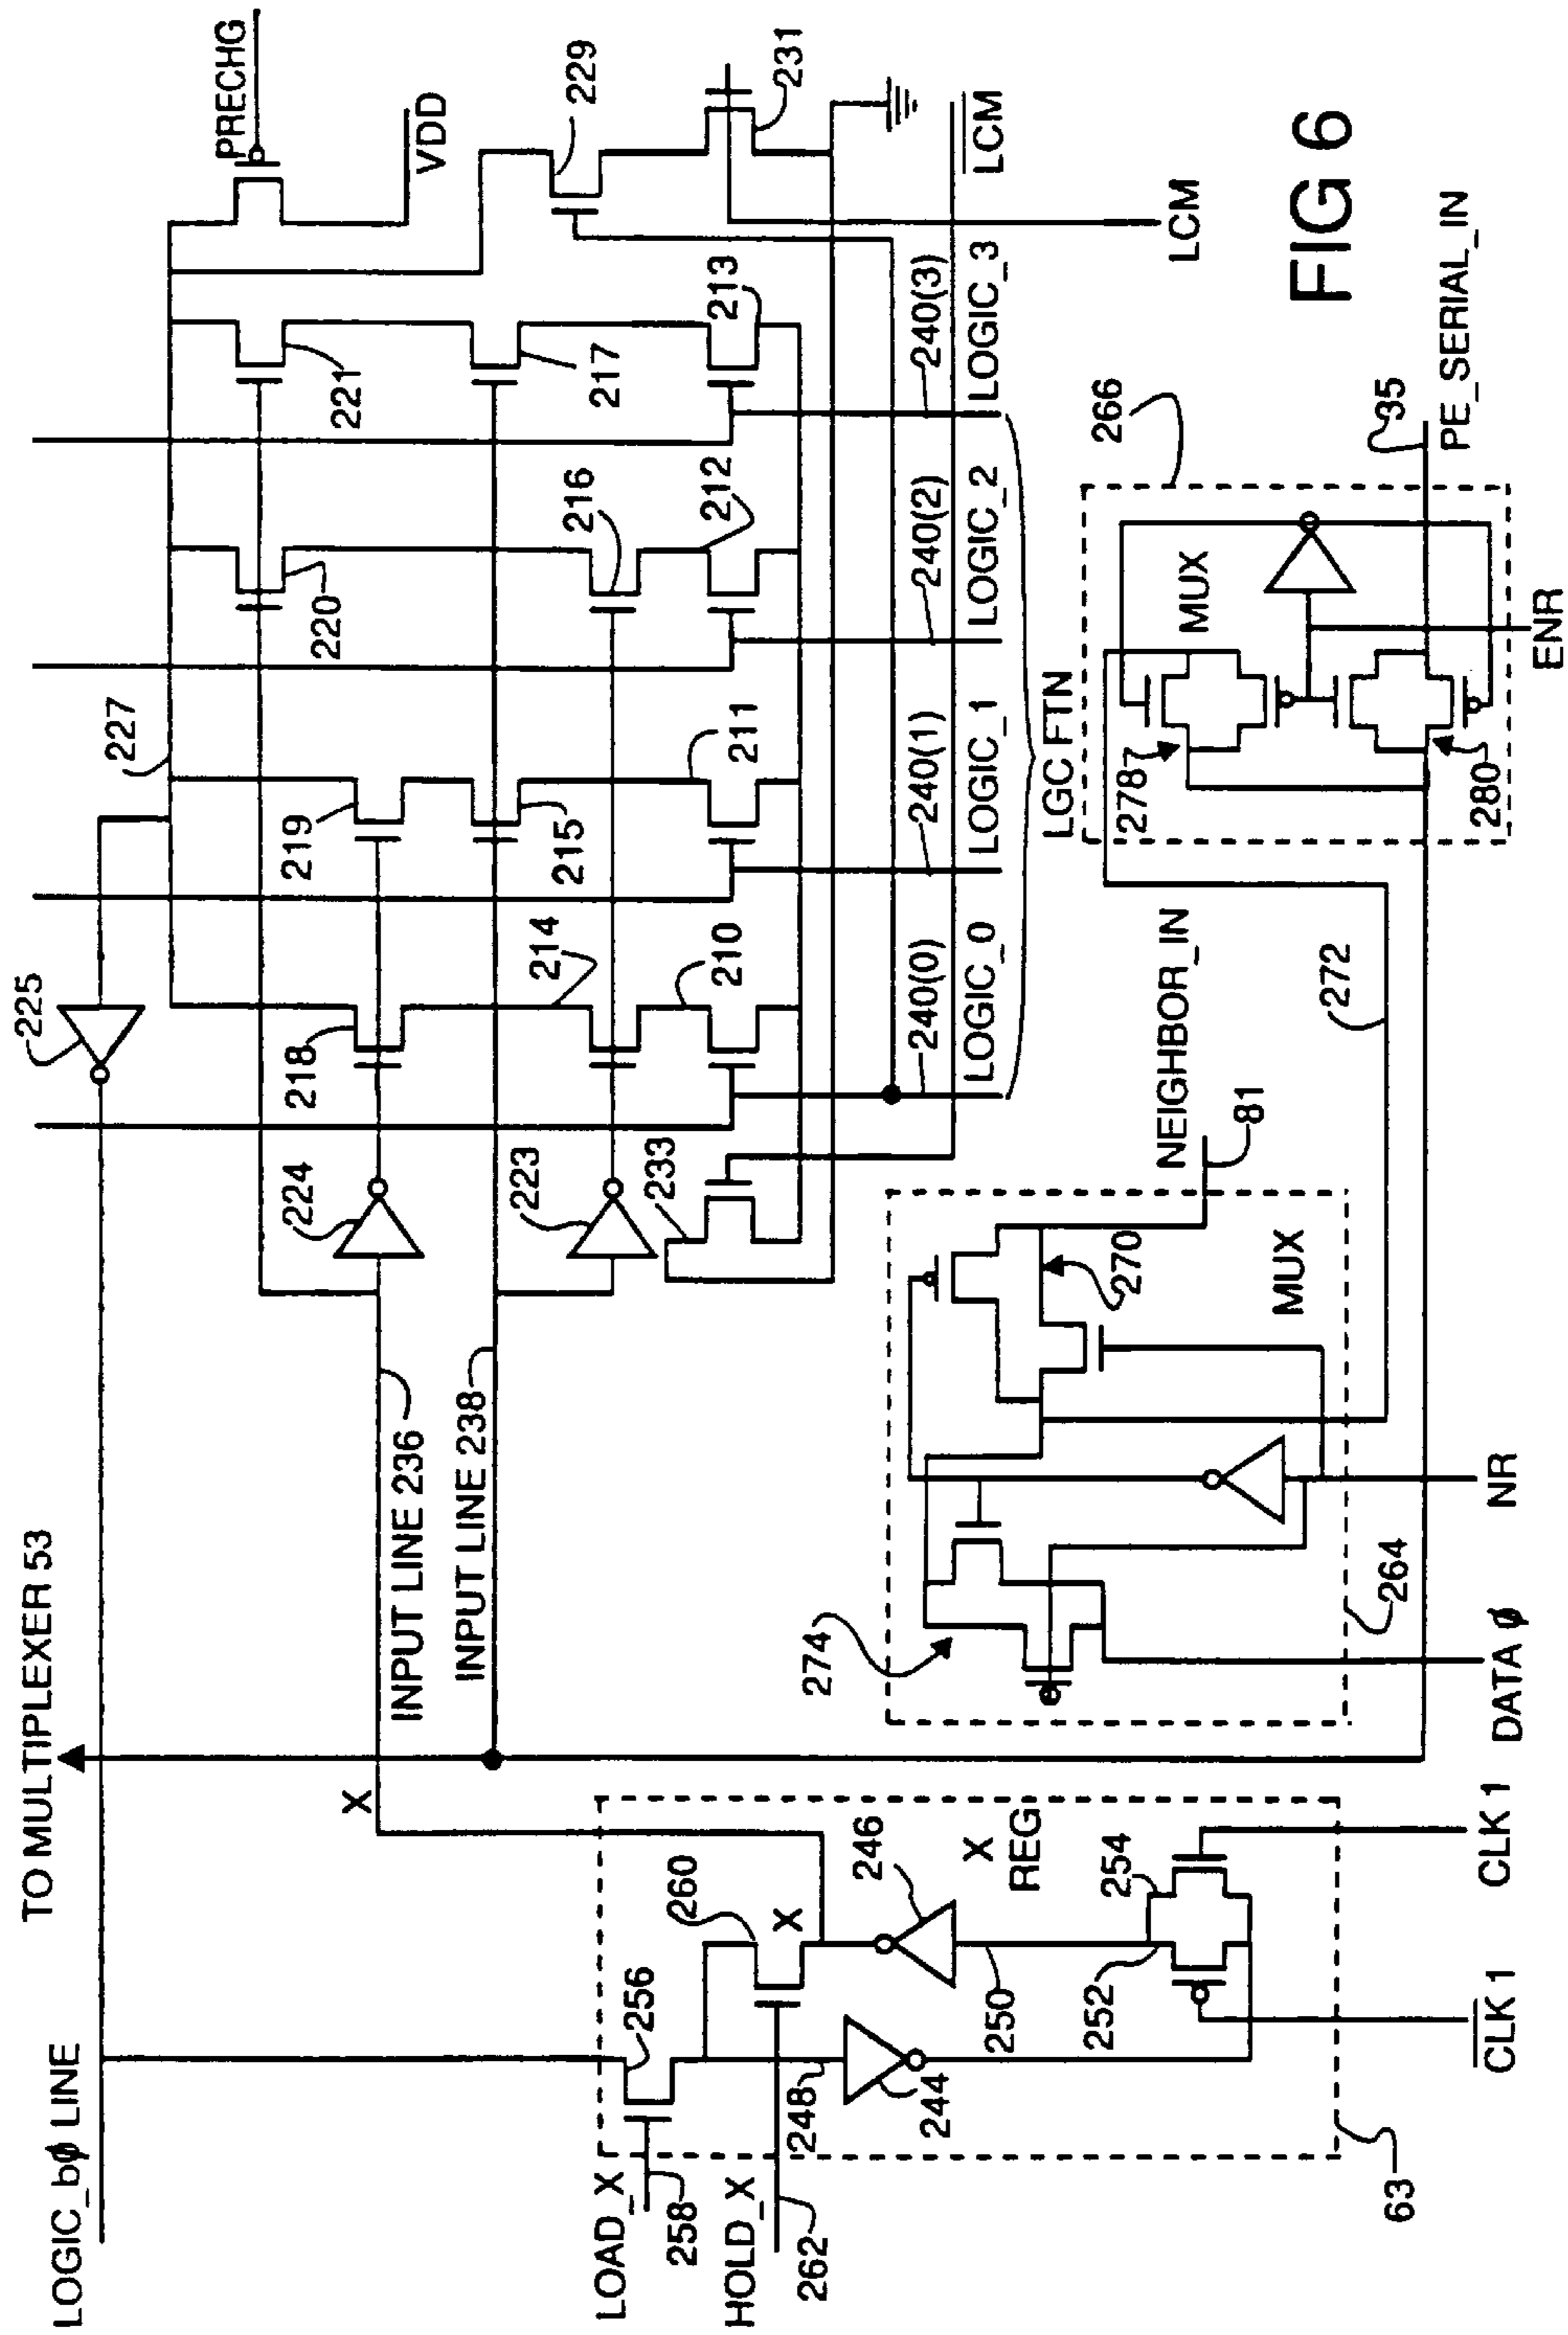 TO MULTIPLEXER 53
LOGIC_bφ LINE
225
227
PRECHG
VDD
X
INPUT LINE 236
INPUT LINE 238
224
223
233
218
219
220
221
214
215
216
217
210
211
212
213
229
231
240(0)
240(1)
240(2)
240(3)
LOGIC_0
LOGIC_1
LOGIC_2
LOGIC_3
LCM
LCM
LGC FTN
LOAD_X
258
HOLD_X
262
256
260
X
248
244
246
250
252
254
X
REG
63
CLK 1
CLK 1
274
270
MUX
264
DATA φ
NR
NEIGHBOR_IN
81
272
266
MUX
278
280
ENR
35
PE_SERIAL_IN
FIG 6